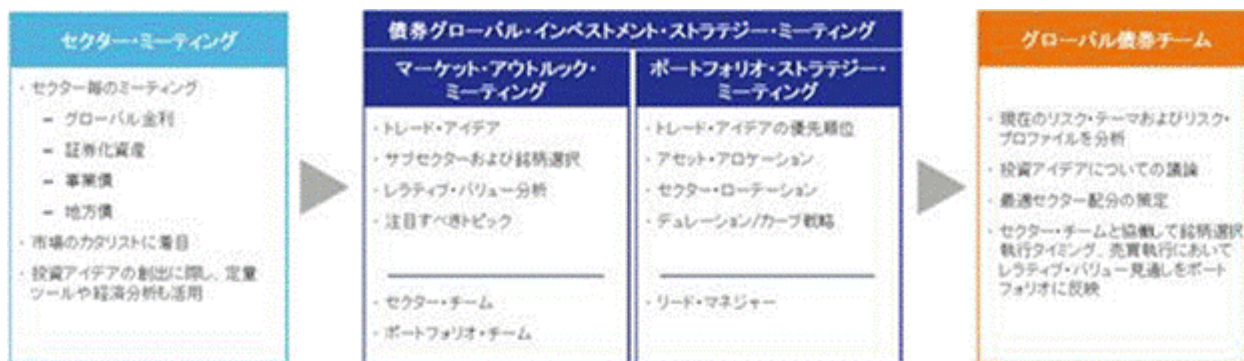 セクター・ミーティング
・セクター毎のミーティング
－ グローバル金利
－ 証券化資産
－ 事業債
－ 地方債
・市場のカタリストに着目
・投資アイデアの創出に際し、定量
ツールや経済分析も活用
債券グローバル・インベストメント・ストラテジー・ミーティング
マーケット・アウトルック・
ミーティング
・トレード・アイデア
・サブセクターおよび銘柄選択
・レラティブ・バリュー分析
・注目すべきトピック
・セクター・チーム
・ポートフォリオ・チーム
ポートフォリオ・ストラテジー・
ミーティング
・トレード・アイデアの優先順位
・アセット・アロケーション
・セクター・ローテーション
・デュレーション/カーブ戦略
・リード・マネジャー
グローバル債券チーム
・現在のリスク・テーマおよびリスク・
プロファイルを分析
・投資アイデアについての議論
・最適セクター配分の策定
・セクター・チームと協働して銘柄選択
執行タイミング、売買執行において
レラティブ・バリュー見通しをポート
フォリオに反映